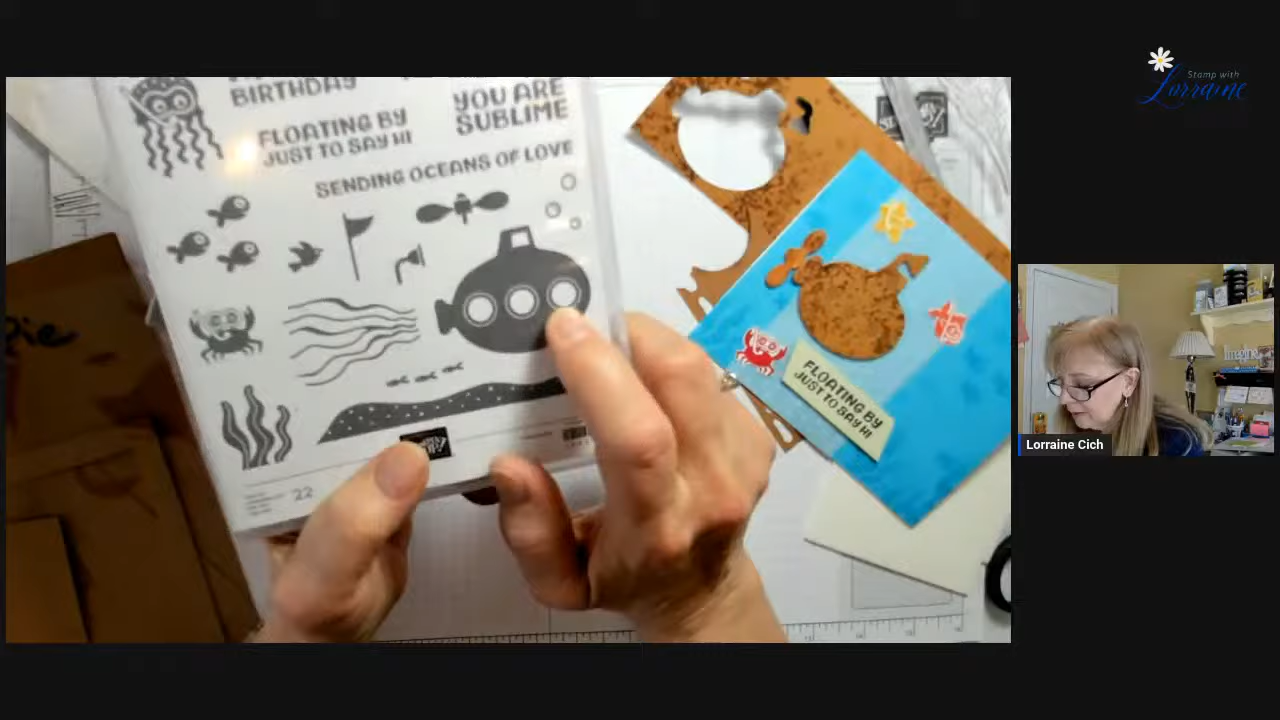 Stamp with
Lorraine
BIRTHDAY
FLOATING BY
JUST TO SAY HI
YOU ARE
SUBLIME
SENDING OCEANS OF LOVE
22
FLOATING BY
JUST TO SAY HI
Imagine
Lorraine Cich